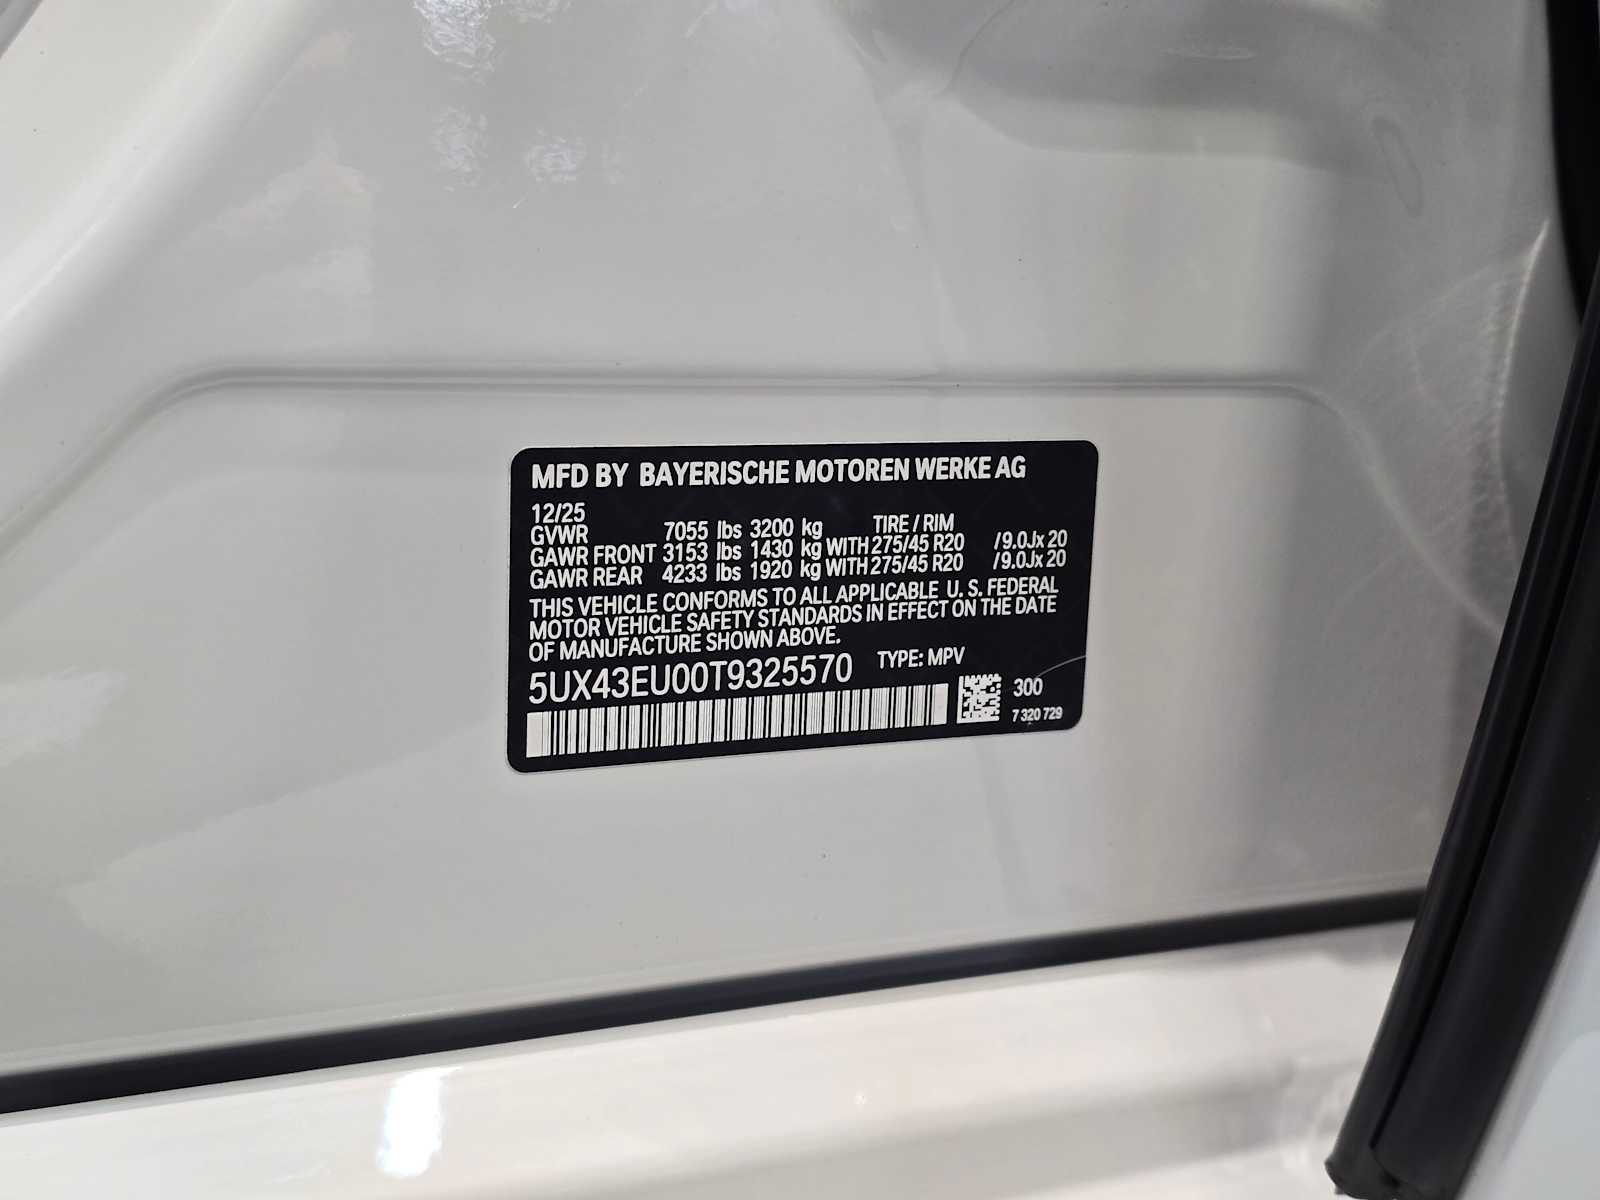 MFD BY BAYERISCHE MOTOREN WERKE AG
12/25
GVWR 7055 lbs 3200 kg TIRE / RIM
GAWR FRONT 3153 lbs 1430 kg WITH 275/45 R20 /9.0Jx 20
GAWR REAR 4233 lbs 1920 kg WITH 275/45 R20 /9.0Jx 20
THIS VEHICLE CONFORMS TO ALL APPLICABLE U. S. FEDERAL
MOTOR VEHICLE SAFETY STANDARDS IN EFFECT ON THE DATE
OF MANUFACTURE SHOWN ABOVE.
5UX43EU00T9325570 TYPE: MPV
300
7 320 729